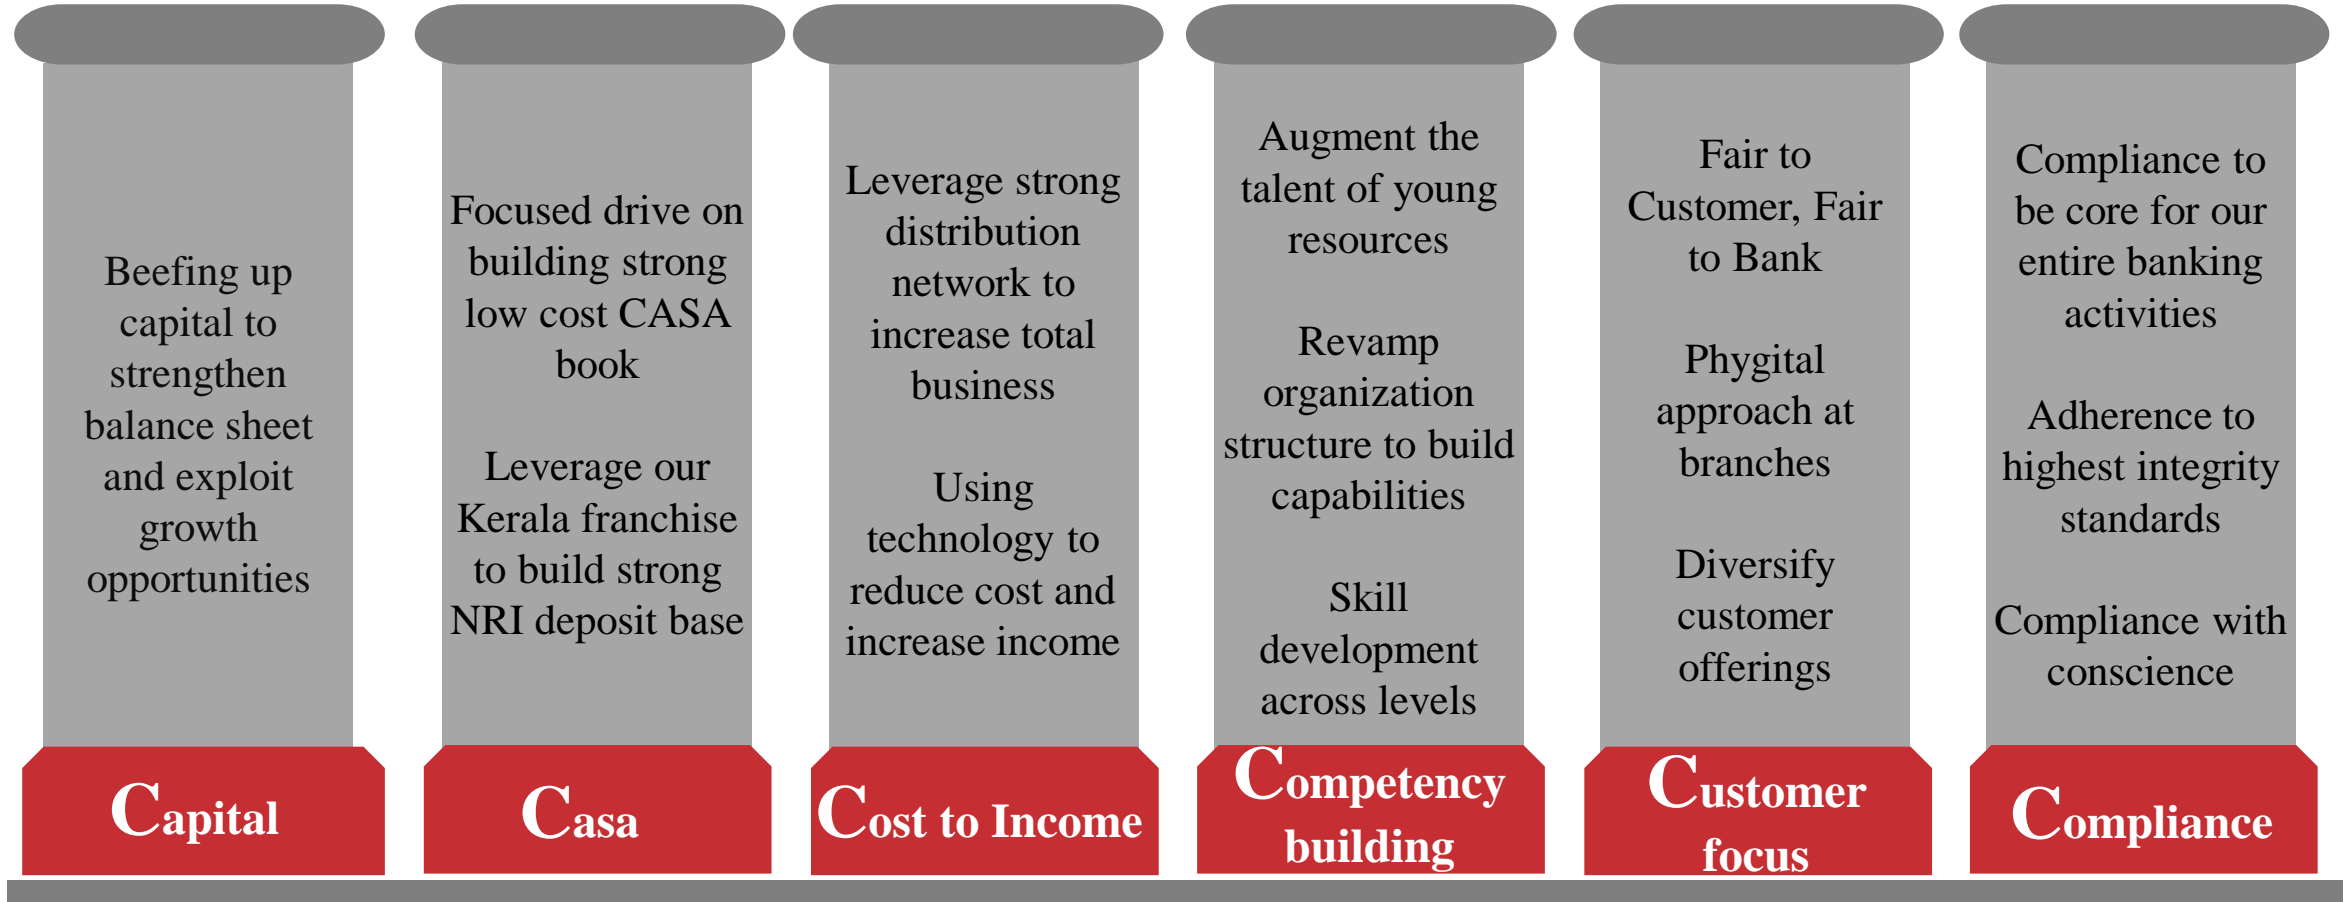 Beefing up
capital to
strengthen
balance sheet
and exploit
growth
opportunities
Capital
Focused drive on
building strong
low cost CASA
book
Leverage our
Kerala franchise
to build strong
NRI deposit base
Casa
Leverage strong
distribution
network to
increase total
business
Using
technology to
reduce cost and
increase income
Cost to Income
Augment the
talent of young
resources
Revamp
organization
structure to build
capabilities
Skill
development
across levels
Competency
building
Fair to
Customer, Fair
to Bank
Phygital
approach at
branches
Diversify
customer
offerings
Customer
focus
Compliance to
be core for our
entire banking
activities
Adherence to
highest integrity
standards
Compliance with
conscience
Compliance